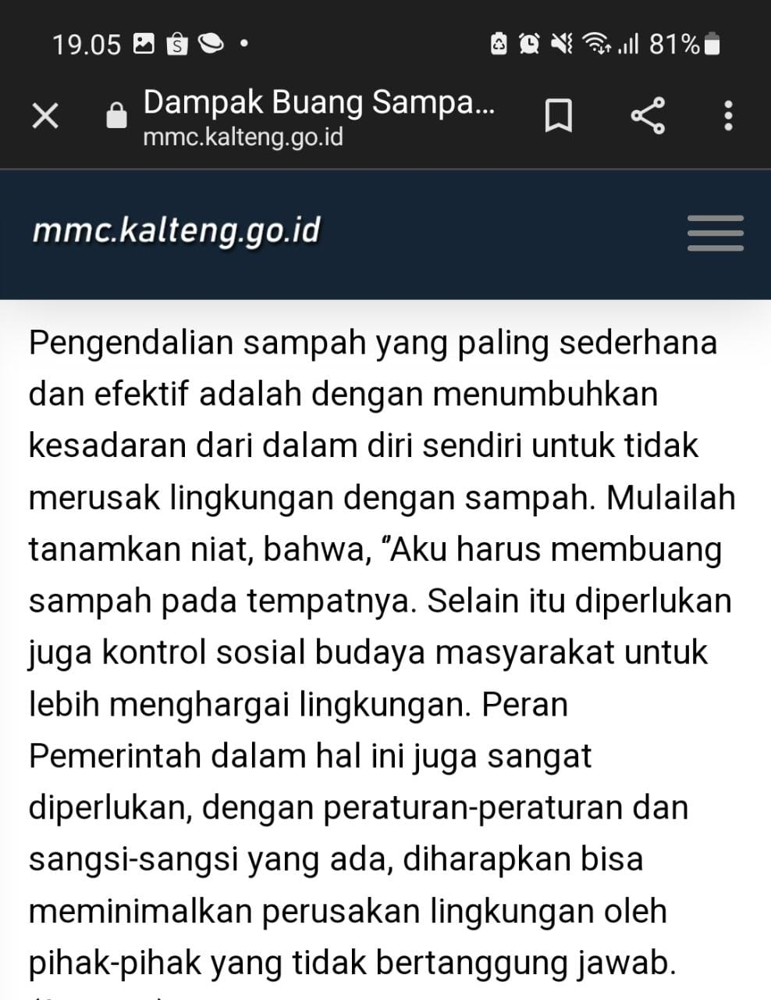 19.05 S 81%
Dampak Buang Sampa...
mmc.kalteng.go.id
mmc.kalteng.go.id
Pengendalian sampah yang paling sederhana
dan efektif adalah dengan menumbuhkan
kesadaran dari dalam diri sendiri untuk tidak
merusak lingkungan dengan sampah. Mulailah
tanamkan niat, bahwa, “Aku harus membuang
sampah pada tempatnya. Selain itu diperlukan
juga kontrol sosial budaya masyarakat untuk
lebih menghargai lingkungan. Peran
Pemerintah dalam hal ini juga sangat
diperlukan, dengan peraturan-peraturan dan
sangsi-sangsi yang ada, diharapkan bisa
meminimalkan perusakan lingkungan oleh
pihak-pihak yang tidak bertanggung jawab.